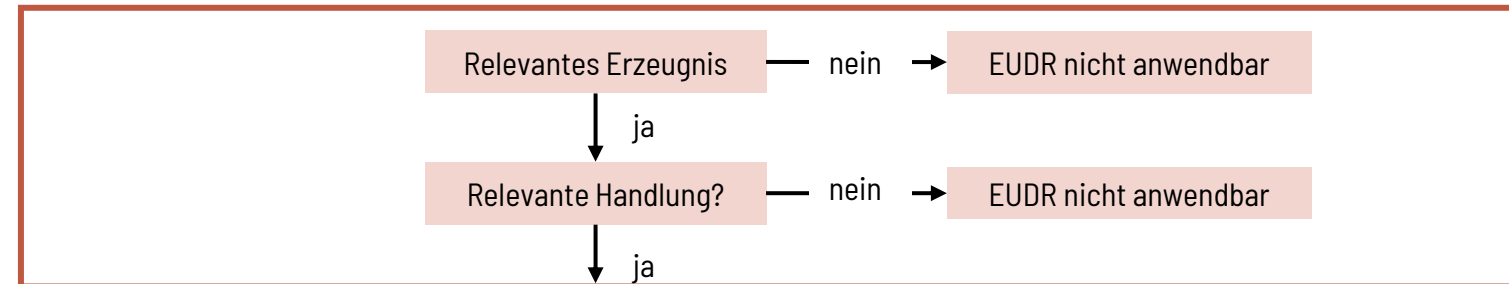 Relevantes Erzeugnis nein EUDR nicht anwendbar
ja
Relevante Handlung? nein EUDR nicht anwendbar
ja